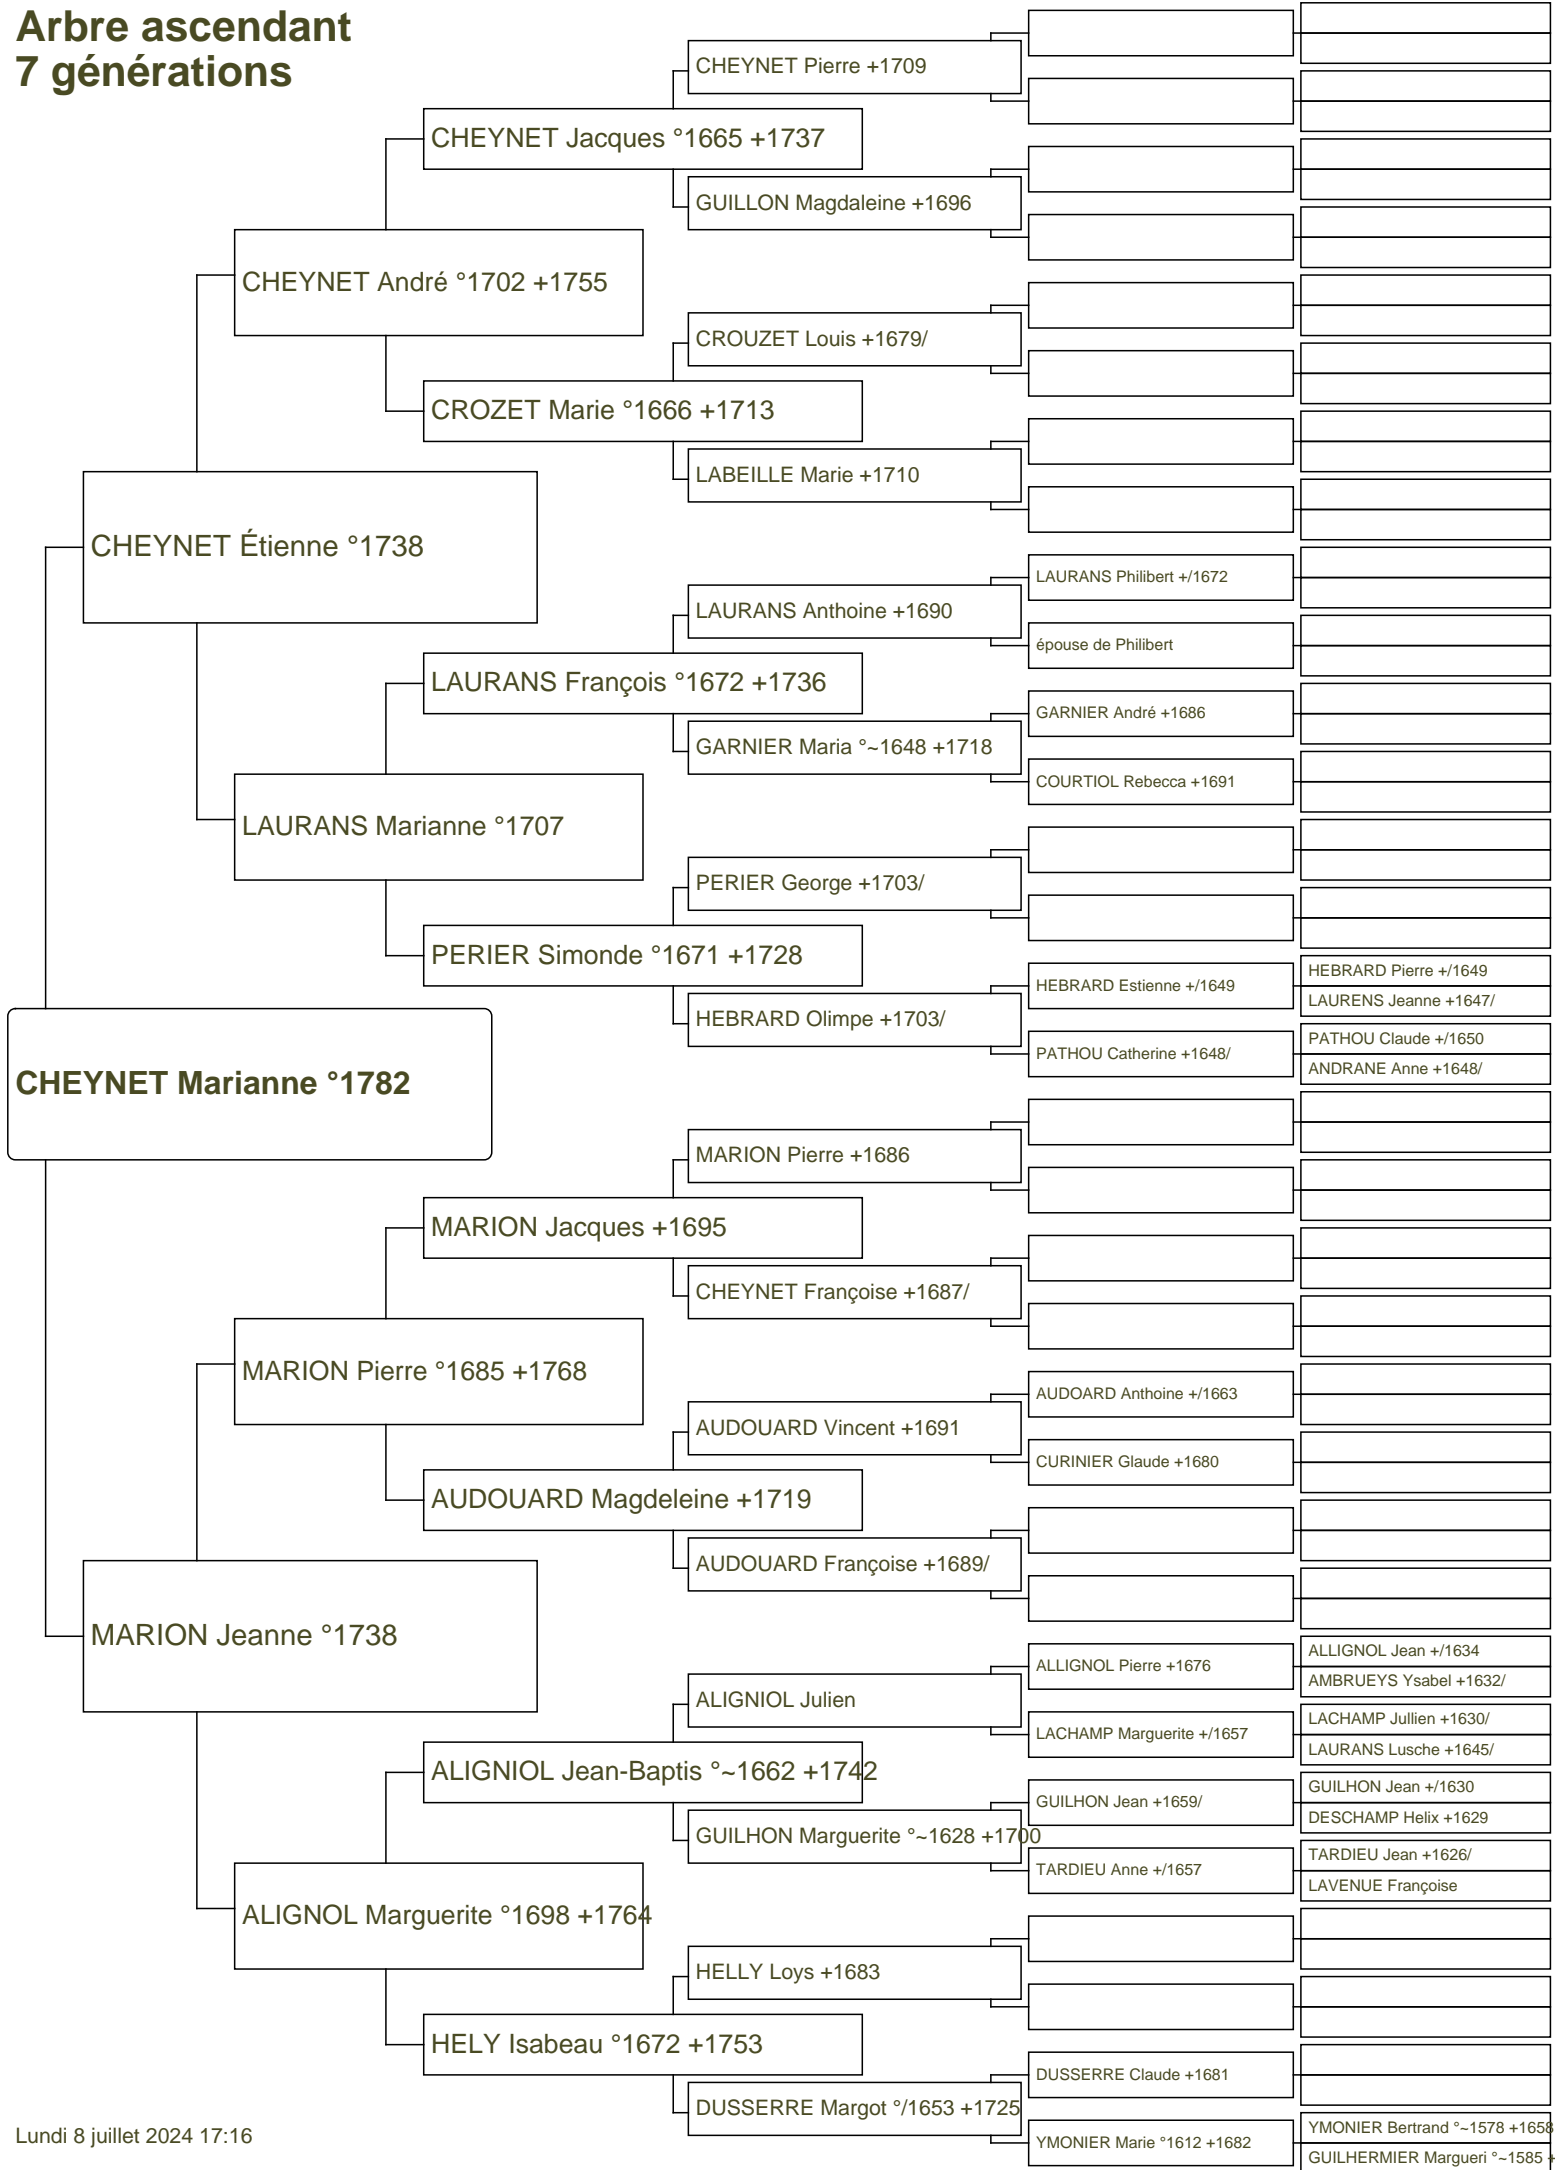 Arbre ascendant
7 générations
CHEYNET Pierre +1709
CHEYNET Jacques °1665 +1737
GUILLON Magdaleine +1696
CHEYNET André °1702 +1755
CROUZET Louis +1679/
CROZET Marie °1666 +1713
LABEILLE Marie +1710
CHEYNET Étienne °1738
LAURANS Philibert +/1672
LAURANS Anthoine +1690
épouse de Philibert
LAURANS François °1672 +1736
GARNIER André +1686
GARNIER Maria °~1648 +1718
COURTIOL Rebecca +1691
LAURANS Marianne °1707
PERIER George +1703/
PERIER Simonde °1671 +1728
HEBRARD Pierre +/1649
HEBRARD Estienne +/1649
LAURENS Jeanne +1647/
HEBRARD Olimpe +1703/
PATHOU Claude +/1650
PATHOU Catherine +1648/
ANDRANE Anne +1648/
CHEYNET Marianne °1782
MARION Pierre +1686
MARION Jacques +1695
CHEYNET Françoise +1687/
MARION Pierre °1685 +1768
AUDOARD Anthoine +/1663
AUDOUARD Vincent +1691
CURINIER Glaude +1680
AUDOUARD Magdeleine +1719
AUDOUARD Françoise +1689/
MARION Jeanne °1738
ALLIGNOL Jean +/1634
ALLIGNOL Pierre +1676
AMBRUEYS Ysabel +1632/
ALIGNIOL Julien
LACHAMP Jullien +1630/
LACHAMP Marguerite +/1657
LAURANS Lusche +1645/
ALIGNIOL Jean-Baptis °~1662 +1742
GUILHON Jean +/1630
GUILHON Jean +1659/
DESCHAMP Helix +1629
GUILHON Marguerite °~1628 +1700
TARDIEU Jean +1626/
TARDIEU Anne +/1657
LAVENUE Françoise
ALIGNOL Marguerite °1698 +1764
HELLY Loys +1683
HELY Isabeau °1672 +1753
DUSSERRE Claude +1681
DUSSERRE Margot °/1653 +1725
YMONIER Bertrand °~1578 +1658
YMONIER Marie °1612 +1682
GUILHERMIER Margueri °~1585 +
Lundi 8 juillet 2024 17:16